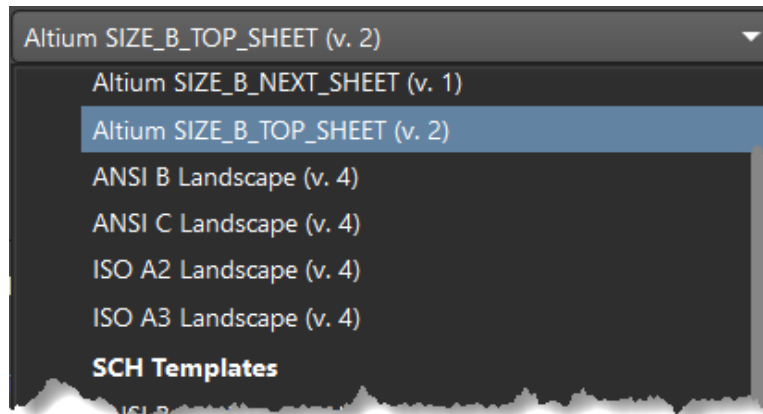 Altium SIZE_B_TOP_SHEET (v. 2)
Altium SIZE_B_NEXT_SHEET (v. 1)
Altium SIZE_B_TOP_SHEET (v. 2)
ANSI B Landscape (v. 4)
ANSI C Landscape (v. 4)
ISO A2 Landscape (v. 4)
ISO A3 Landscape (v. 4)
SCH Templates